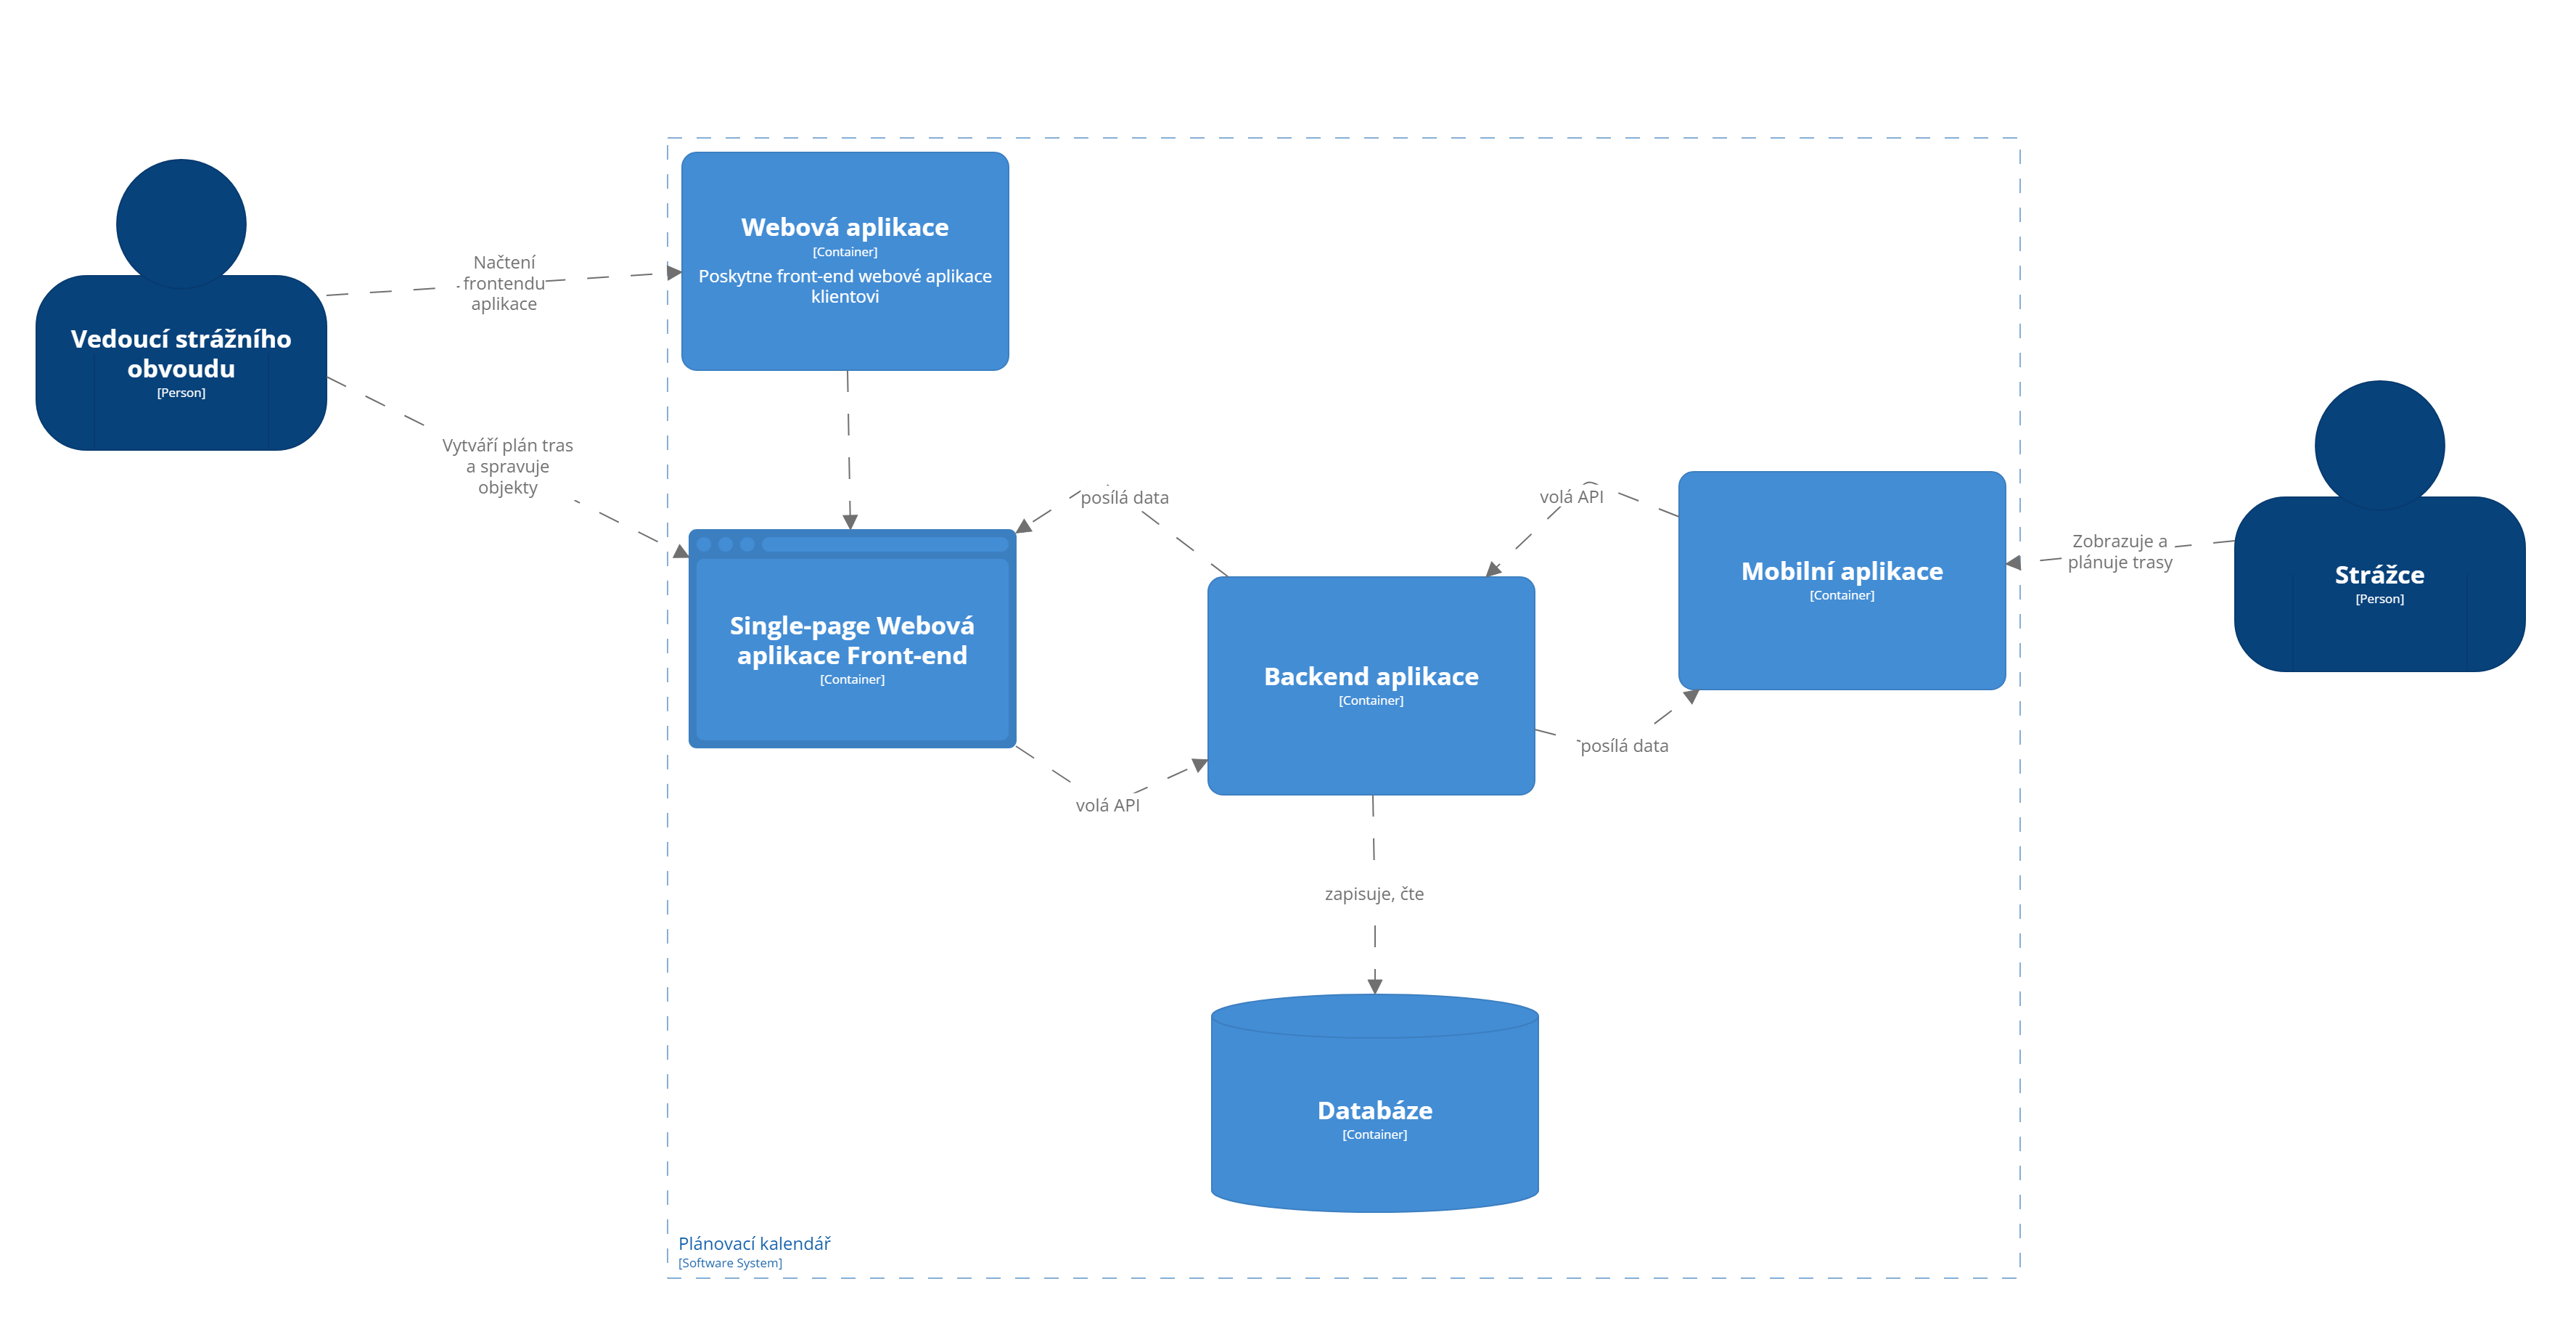 Webová aplikace
[Container]
Poskytne front-end webové aplikace
klientovi
Načtení
frontendu
aplikace
Vedoucí strážního
obvoudu
[Person]
Vytváří plán tras
a spravuje
objekty
posílá data
volá API
Zobrazuje a
plánuje trasy
Strážce
[Person]
Mobilní aplikace
[Container]
Single-page Webová
aplikace Front-end
[Container]
Backend aplikace
[Container]
posílá data
volá API
zapisuje, čte
Databáze
[Container]
Plánovací kalendář
[Software System]